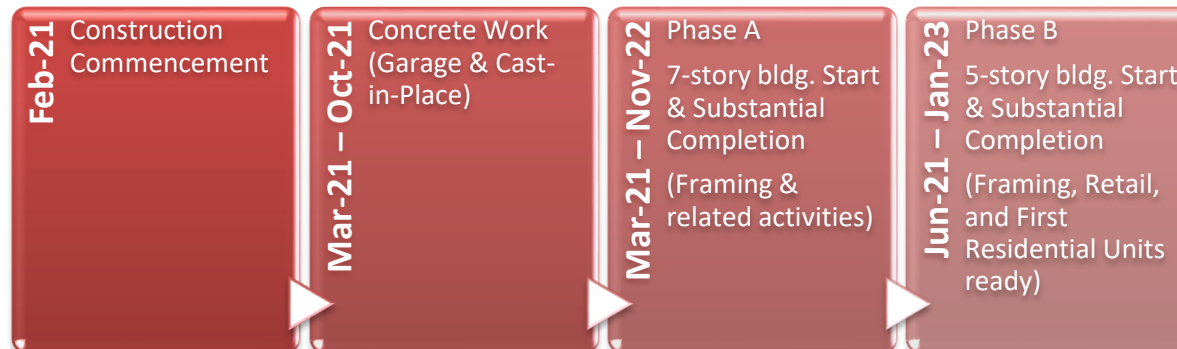 Feb-21
Construction
Commencement
Mar-21 – Oct-21
Concrete Work
(Garage & Cast-
in-Place)
Mar-21 – Nov-22
Phase A
7-story bldg. Start
& Substantial
Completion
(Framing &
related activities)
Jun-21 – Jan-23
Phase B
5-story bldg. Start
& Substantial
Completion
(Framing, Retail,
and First
Residential Units
ready)